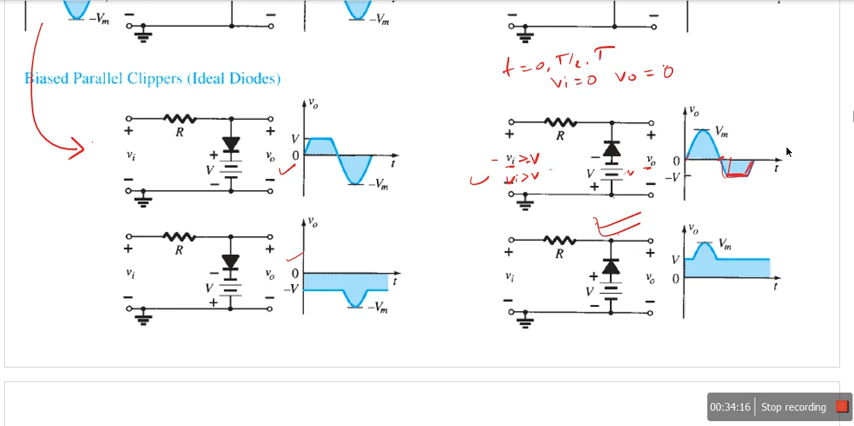 −Vm
t=0, T/2, T
vi=0 vo=0
Biased Parallel Clippers (Ideal Diodes)
+ R + vo
vi + V vo V 0 t
− − − −Vm
+ R + vo Vm
vi − V + vo 0 −V t
− −
vi ≥ V
vi > V
+ R + vo
vi − V + vo 0 −V t
− − −Vm
+ R + vo Vm
vi + V − vo V 0 t
− −
00:34:16 Stop recording